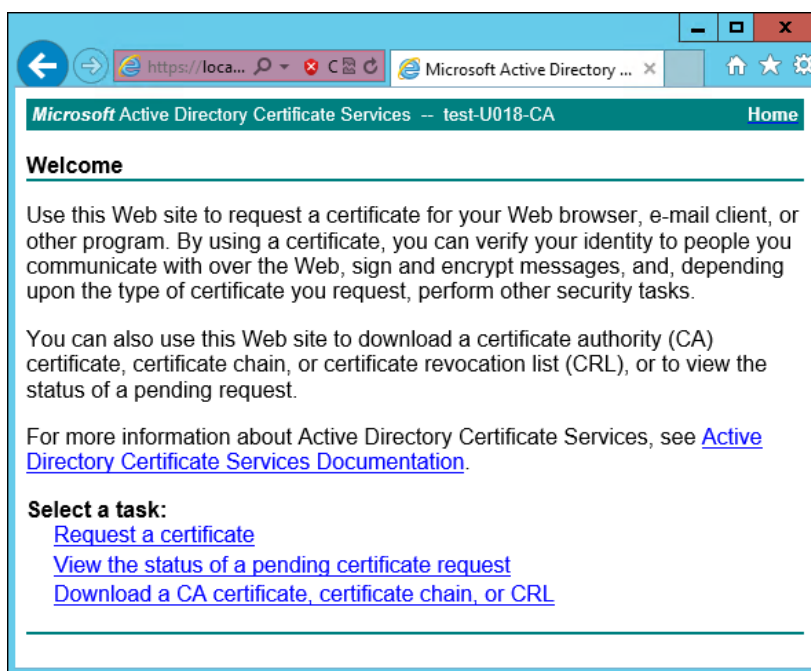 https://loca...
Microsoft Active Directory ...
Microsoft Active Directory Certificate Services -- test-U018-CA Home
Welcome
Use this Web site to request a certificate for your Web browser, e-mail client, or
other program. By using a certificate, you can verify your identity to people you
communicate with over the Web, sign and encrypt messages, and, depending
upon the type of certificate you request, perform other security tasks.
You can also use this Web site to download a certificate authority (CA)
certificate, certificate chain, or certificate revocation list (CRL), or to view the
status of a pending request.
For more information about Active Directory Certificate Services, see Active
Directory Certificate Services Documentation.
Select a task:
Request a certificate
View the status of a pending certificate request
Download a CA certificate, certificate chain, or CRL